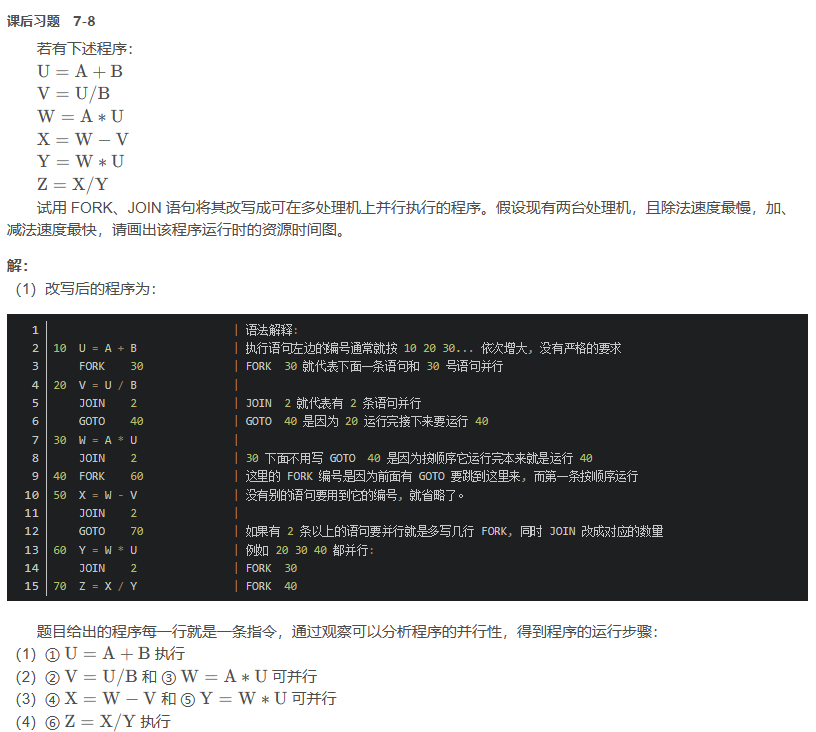 课后习题 7-8
若有下述程序：
U = A + B
V = U/B
W = A ∗ U
X = W − V
Y = W ∗ U
Z = X/Y
试用 FORK、JOIN 语句将其改写成可在多处理机上并行执行的程序。假设现有两台处理机，且除法速度最慢，加、
减法速度最快，请画出该程序运行时的资源时间图。
解：
（1）改写后的程序为：
1 | 语法解释:
2 10 U = A + B | 执行语句左边的编号通常就按 10 20 30... 依次增大，没有严格的要求
3 FORK 30 | FORK 30 就代表下面一条语句和 30 号语句并行
4 20 V = U / B |
5 JOIN 2 | JOIN 2 就代表有 2 条语句并行
6 GOTO 40 | GOTO 40 是因为 20 运行完接下来要运行 40
7 30 W = A * U |
8 JOIN 2 | 30 下面不用写 GOTO 40 是因为按顺序它运行完本来就是运行 40
9 40 FORK 60 | 这里的 FORK 编号是因为前面有 GOTO 要跳到这里来，而第一条按顺序运行
10 50 X = W - V | 没有别的语句要用到它的编号，就省略了。
11 JOIN 2 |
12 GOTO 70 | 如果有 2 条以上的语句要并行就是多写几行 FORK，同时 JOIN 改成对应的数量
13 60 Y = W * U | 例如 20 30 40 都并行:
14 JOIN 2 | FORK 30
15 70 Z = X / Y | FORK 40
题目给出的程序每一行就是一条指令，通过观察可以分析程序的并行性，得到程序的运行步骤：
（1）① U = A + B 执行
（2）② V = U/B 和 ③ W = A ∗ U 可并行
（3）④ X = W − V 和 ⑤ Y = W ∗ U 可并行
（4）⑥ Z = X/Y 执行